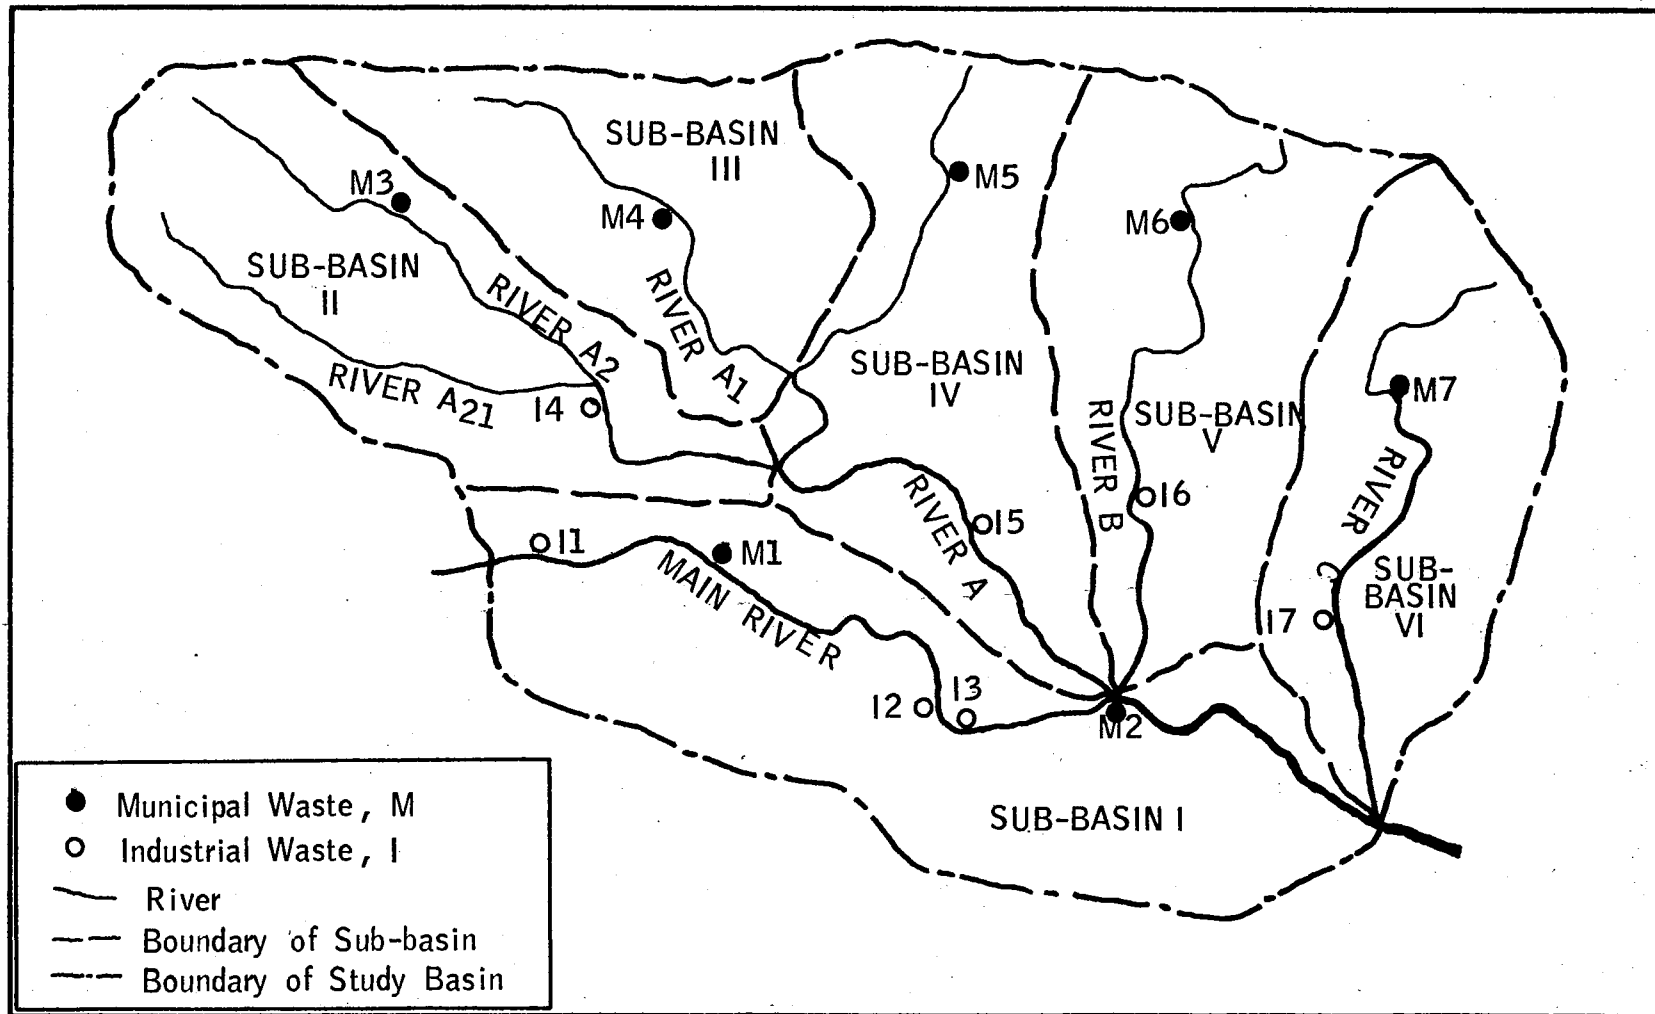 SUB-BASIN
III
M3
M4
M5
M6
SUB-BASIN
II
RIVER A2
RIVER A1
RIVER A21
I4
SUB-BASIN
IV
SUB-BASIN
V
RIVER B
M7
RIVER C
I6
I5
RIVER A
I1
M1
MAIN RIVER
SUB-
BASIN
VI
I7
I2
I3
M2
SUB-BASIN I
Municipal Waste, M
Industrial Waste, I
River
Boundary of Sub-basin
Boundary of Study Basin